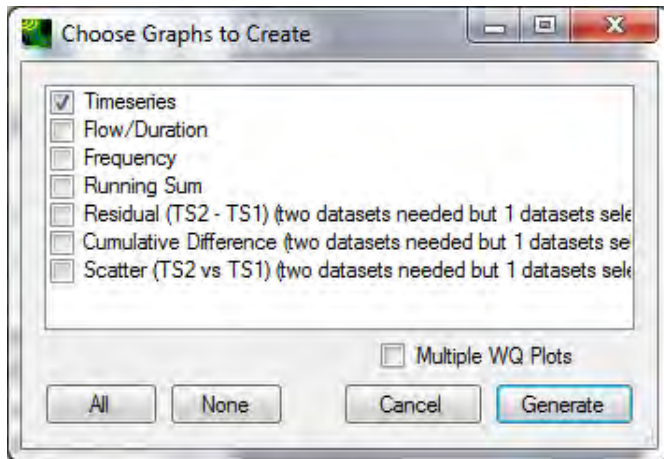 Choose Graphs to Create
Timeseries
Flow/Duration
Frequency
Running Sum
Residual (TS2 - TS1) (two datasets needed but 1 datasets sele
Cumulative Difference (two datasets needed but 1 datasets sel
Scatter (TS2 vs TS1) (two datasets needed but 1 datasets sele
Multiple WQ Plots
All None Cancel Generate